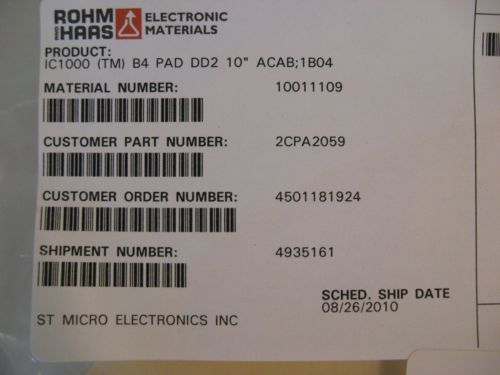 ROHM AND HAAS ELECTRONIC MATERIALS
PRODUCT:
IC1000 (TM) B4 PAD DD2 10" ACAB;1B04
MATERIAL NUMBER: 10011109
CUSTOMER PART NUMBER: 2CPA2059
CUSTOMER ORDER NUMBER: 4501181924
SHIPMENT NUMBER: 4935161
SCHED. SHIP DATE
08/26/2010
ST MICRO ELECTRONICS INC